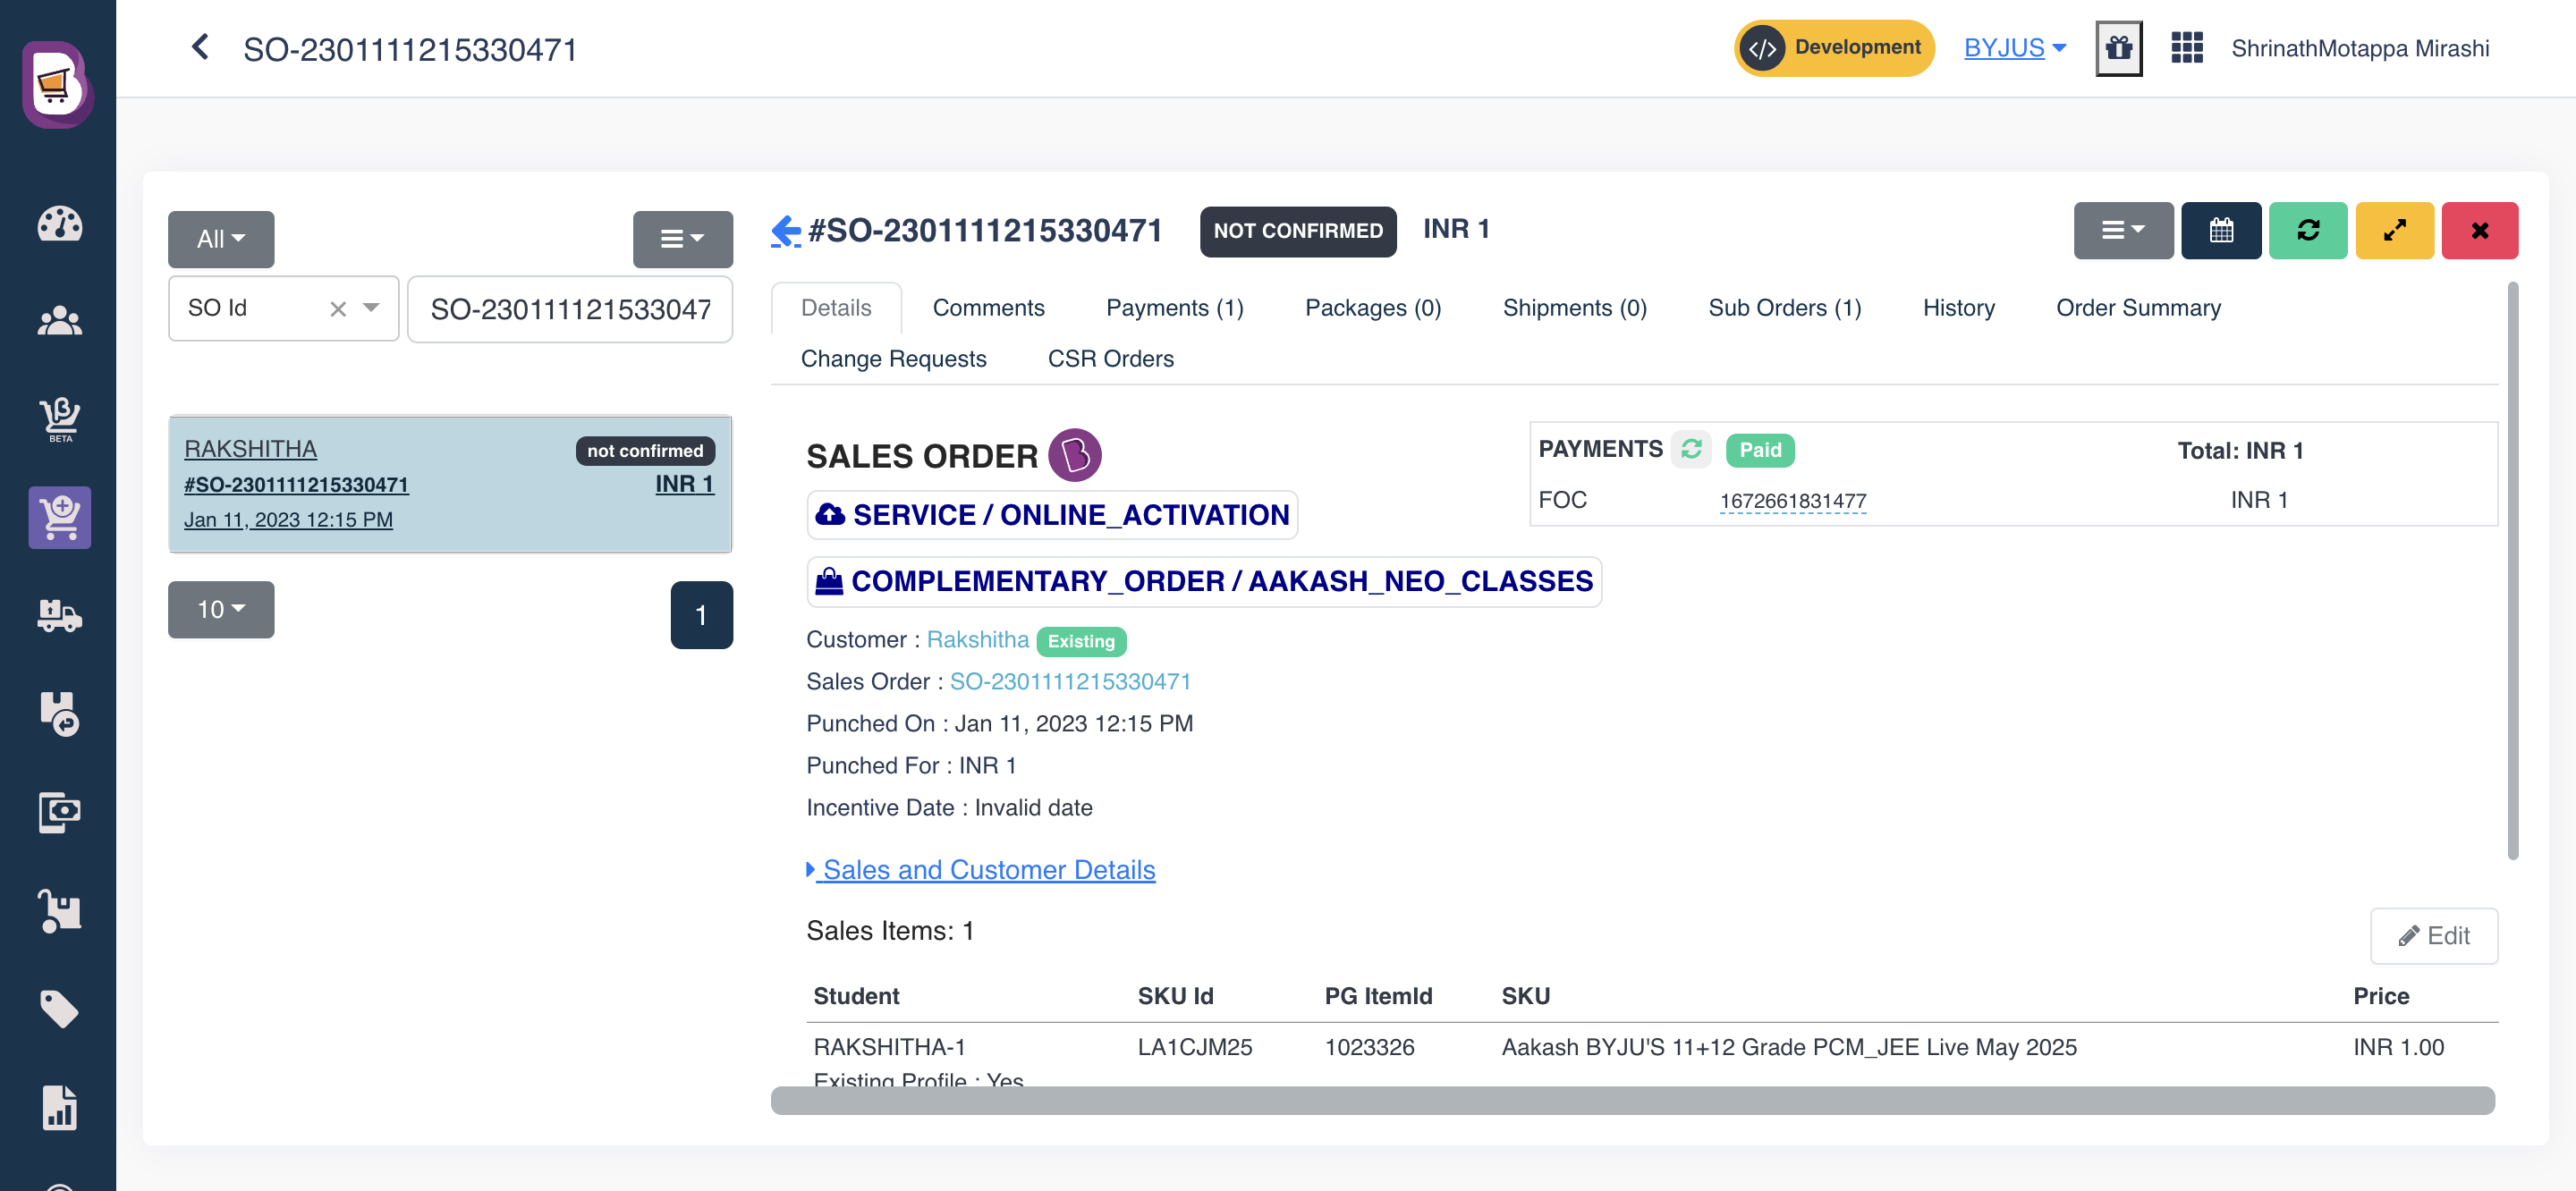 SO-2301111215330471
</> Development
BYJUS
ShrinathMotappa Mirashi
BETA
All
SO Id
SO-230111121533047
RAKSHITHA
not confirmed
#SO-2301111215330471
INR 1
Jan 11, 2023 12:15 PM
10
1
#SO-2301111215330471
NOT CONFIRMED
INR 1
Details
Comments
Payments (1)
Packages (0)
Shipments (0)
Sub Orders (1)
History
Order Summary
Change Requests
CSR Orders
SALES ORDER
SERVICE / ONLINE_ACTIVATION
COMPLEMENTARY_ORDER / AAKASH_NEO_CLASSES
PAYMENTS
Paid
Total: INR 1
FOC
1672661831477
INR 1
Customer : Rakshitha Existing
Sales Order : SO-2301111215330471
Punched On : Jan 11, 2023 12:15 PM
Punched For : INR 1
Incentive Date : Invalid date
Sales and Customer Details
Sales Items: 1
Edit
Student SKU Id PG ItemId SKU Price
RAKSHITHA-1 LA1CJM25 1023326 Aakash BYJU'S 11+12 Grade PCM_JEE Live May 2025 INR 1.00
Existing Profile : Yes